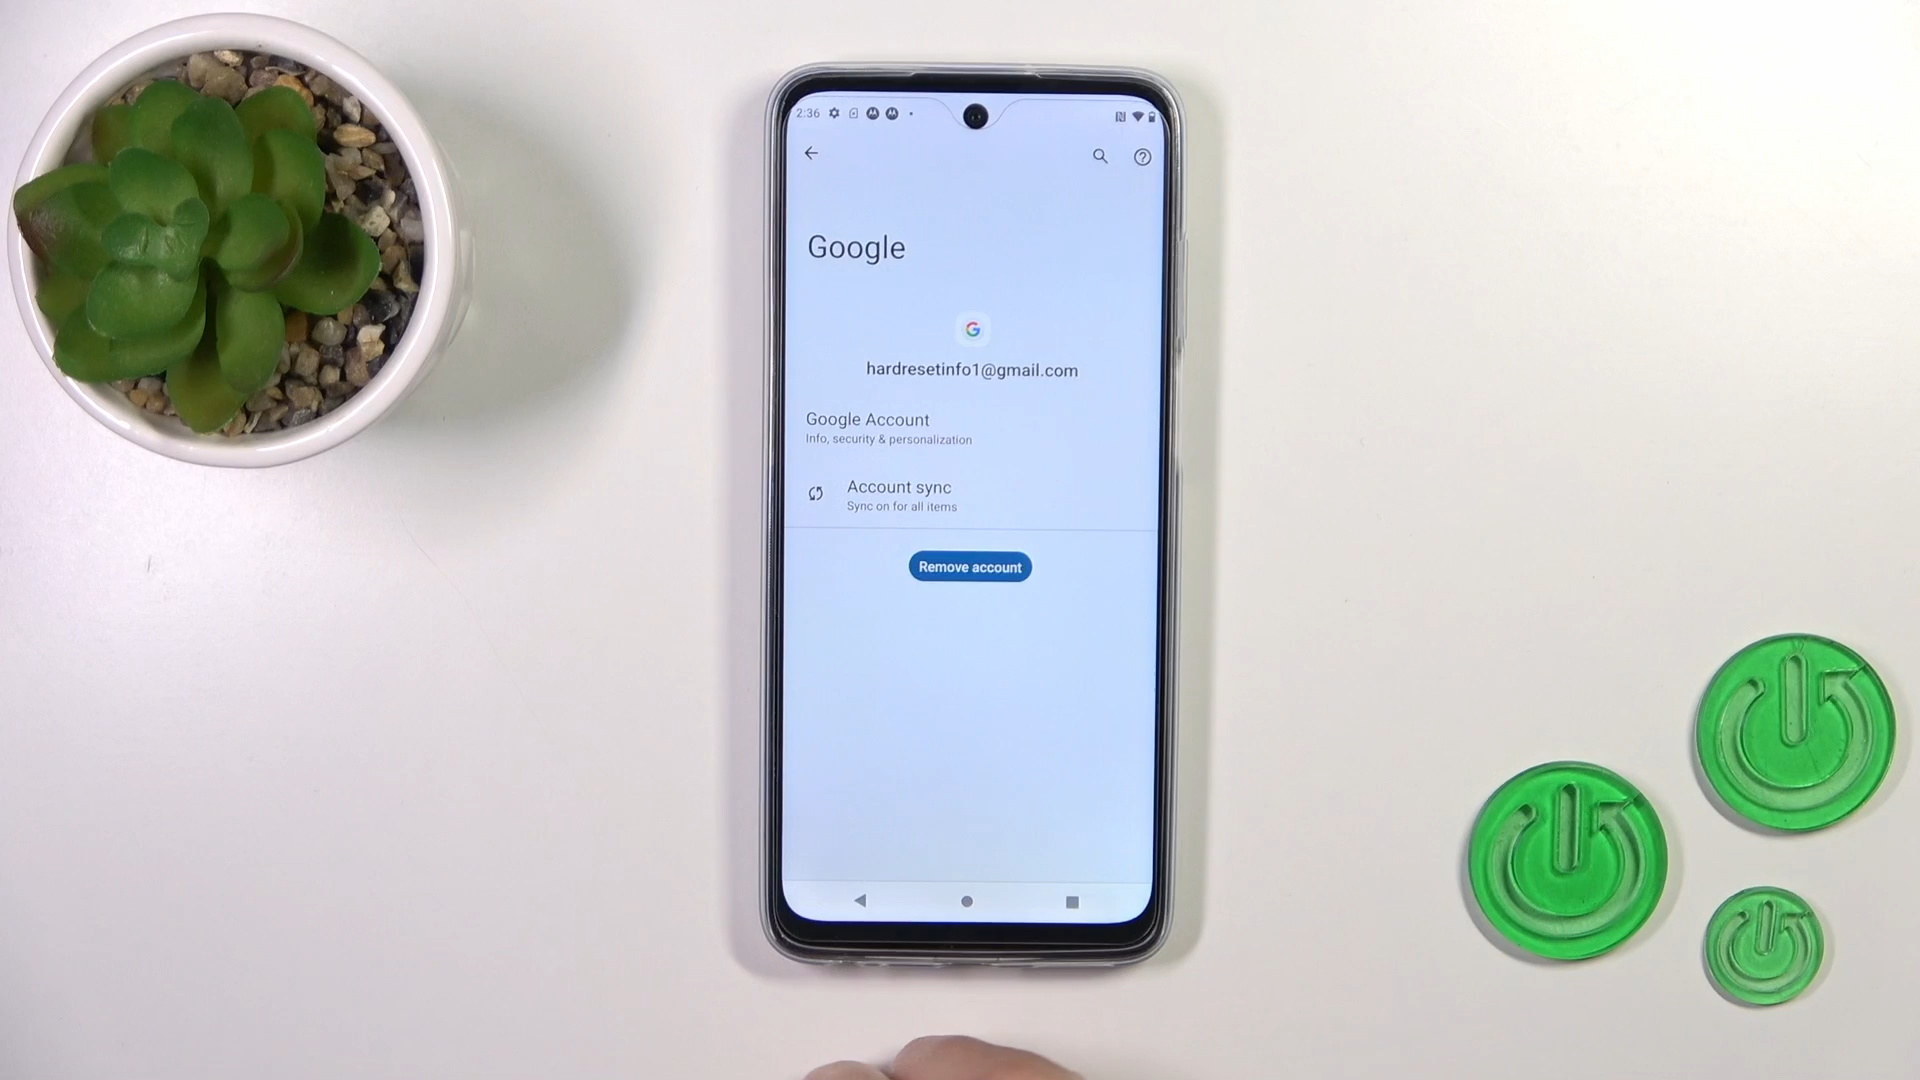 2:36
Google
G
hardresetinfo1@gmail.com
Google Account
Info, security & personalization
Account sync
Sync on for all items
Remove account